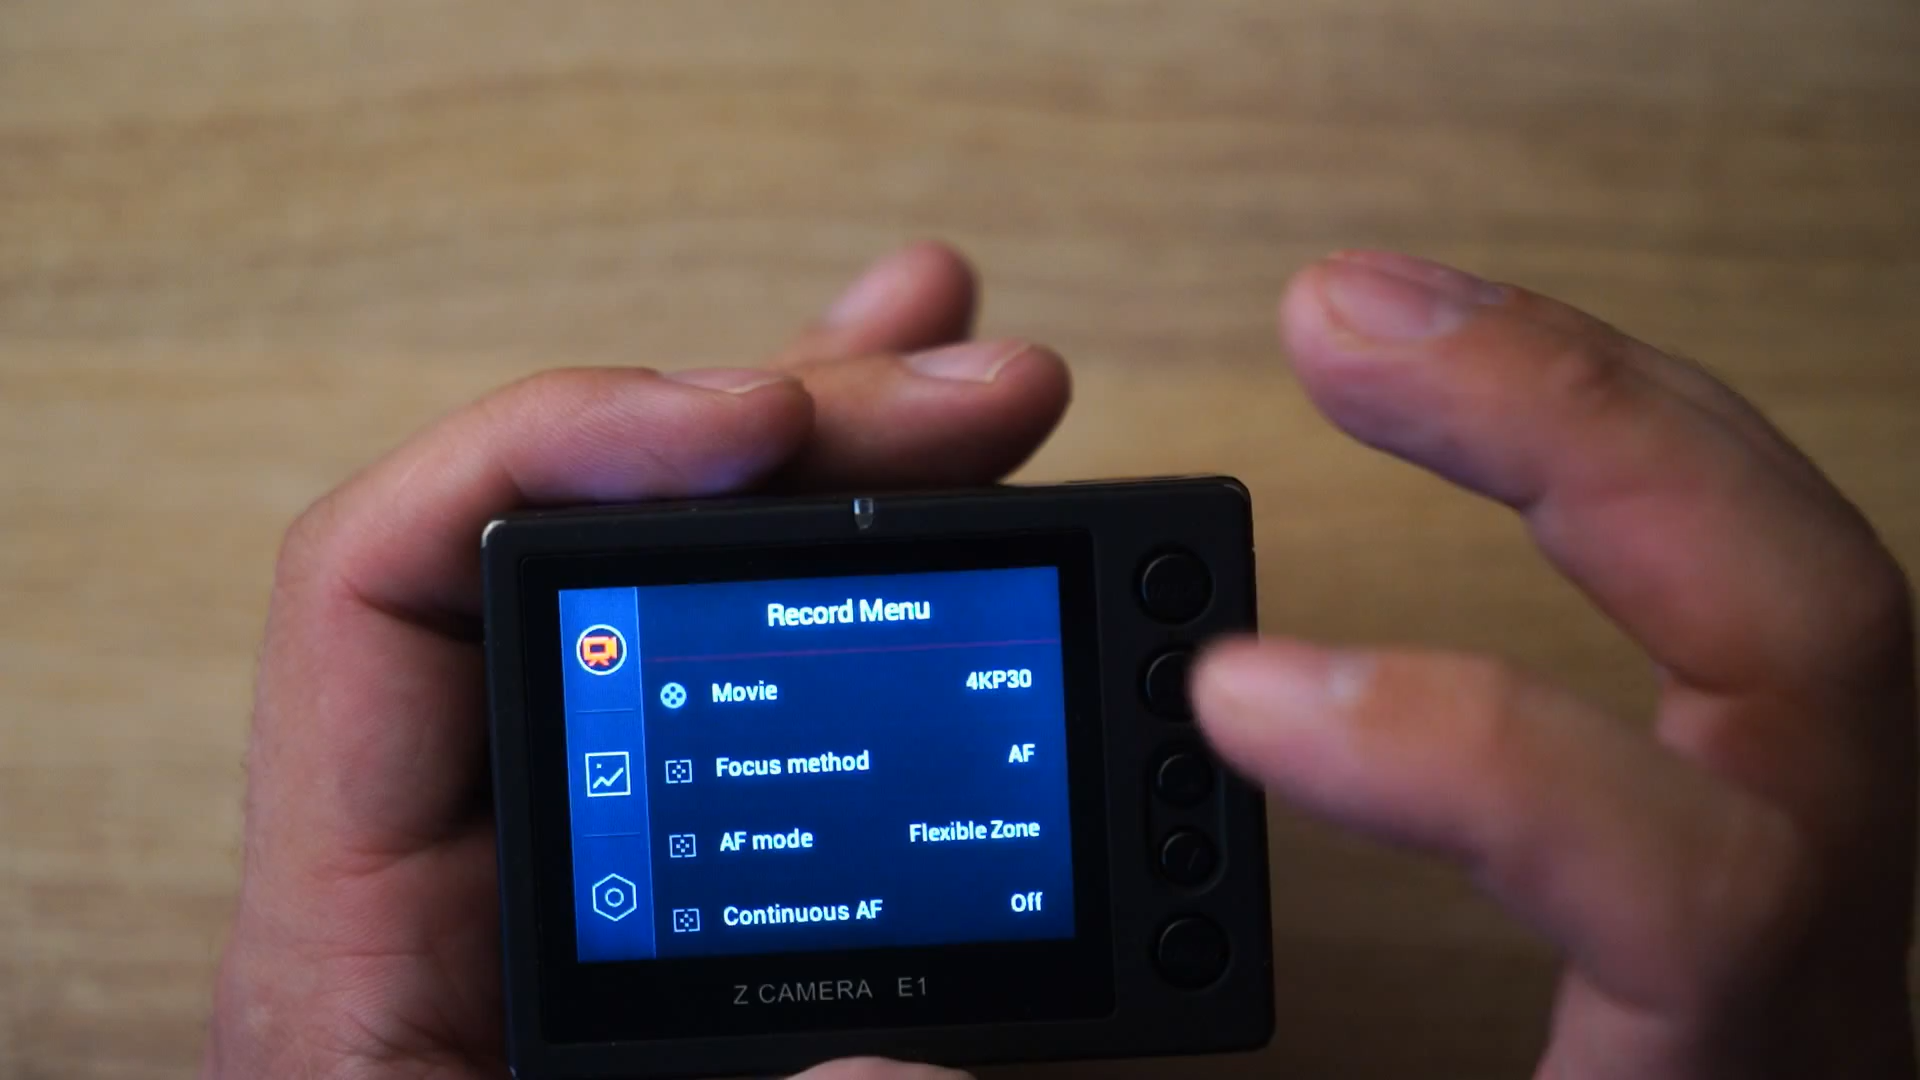 Record Menu
Movie 4KP30
Focus method AF
AF mode Flexible Zone
Continuous AF Off
Z CAMERA E1